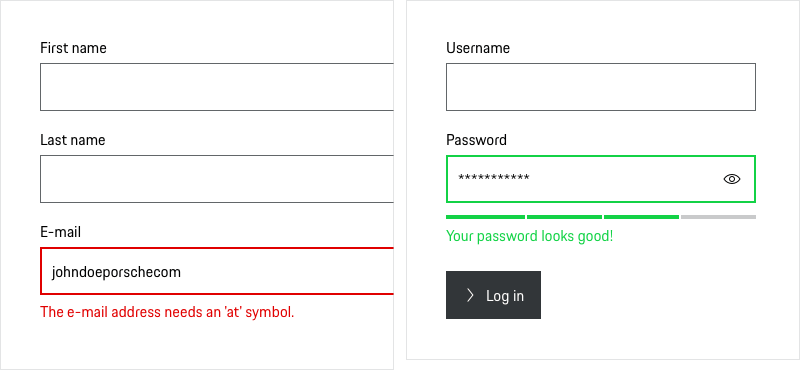 First name
Last name
E-mail
johndoeporschecom
The e-mail address needs an 'at' symbol.
Username
Password
***********
Your password looks good!
Log in